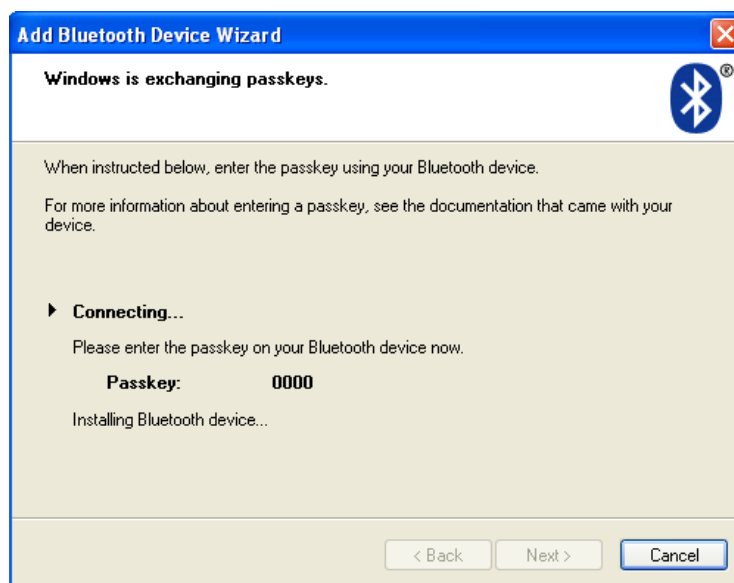 Add Bluetooth Device Wizard
Windows is exchanging passkeys.
®
When instructed below, enter the passkey using your Bluetooth device.
For more information about entering a passkey, see the documentation that came with your
device.
Connecting...
Please enter the passkey on your Bluetooth device now.
Passkey: 0000
Installing Bluetooth device...
< Back Next > Cancel